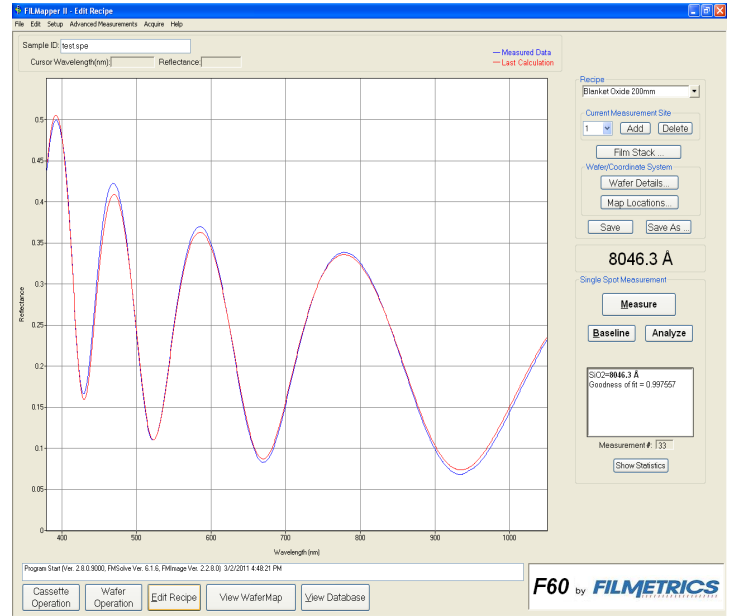 FILMapper II - Edit Recipe
File Edit Setup Advanced Measurements Acquire Help
Sample ID: test.spe
Cursor Wavelength(nm): Reflectance:
Measured Data
Last Calculation
0.5
0.45
0.4
0.35
0.3
0.25
0.2
0.15
0.1
0.05
0
Reflectance
400 500 600 700 800 900 1000
Wavelength (nm)
Recipe
Blanket Oxide 200mm
Current Measurement Site
1 Add Delete
Film Stack ...
Wafer/Coordinate System
Wafer Details...
Map Locations...
Save Save As ...
8046.3 Å
Single Spot Measurement
Measure
Baseline Analyze
SiO2=8046.3 Å
Goodness of fit = 0.997557
Measurement #: 33
Show Statistics
Program Start (Ver. 2.8.0.9000, FMSolve Ver. 6.1.6, FMImage Ver. 2.2.8.0) 3/2/2011 4:48:21 PM
Cassette Operation
Wafer Operation
Edit Recipe
View WaferMap
View Database
F60 by FILMETRICS